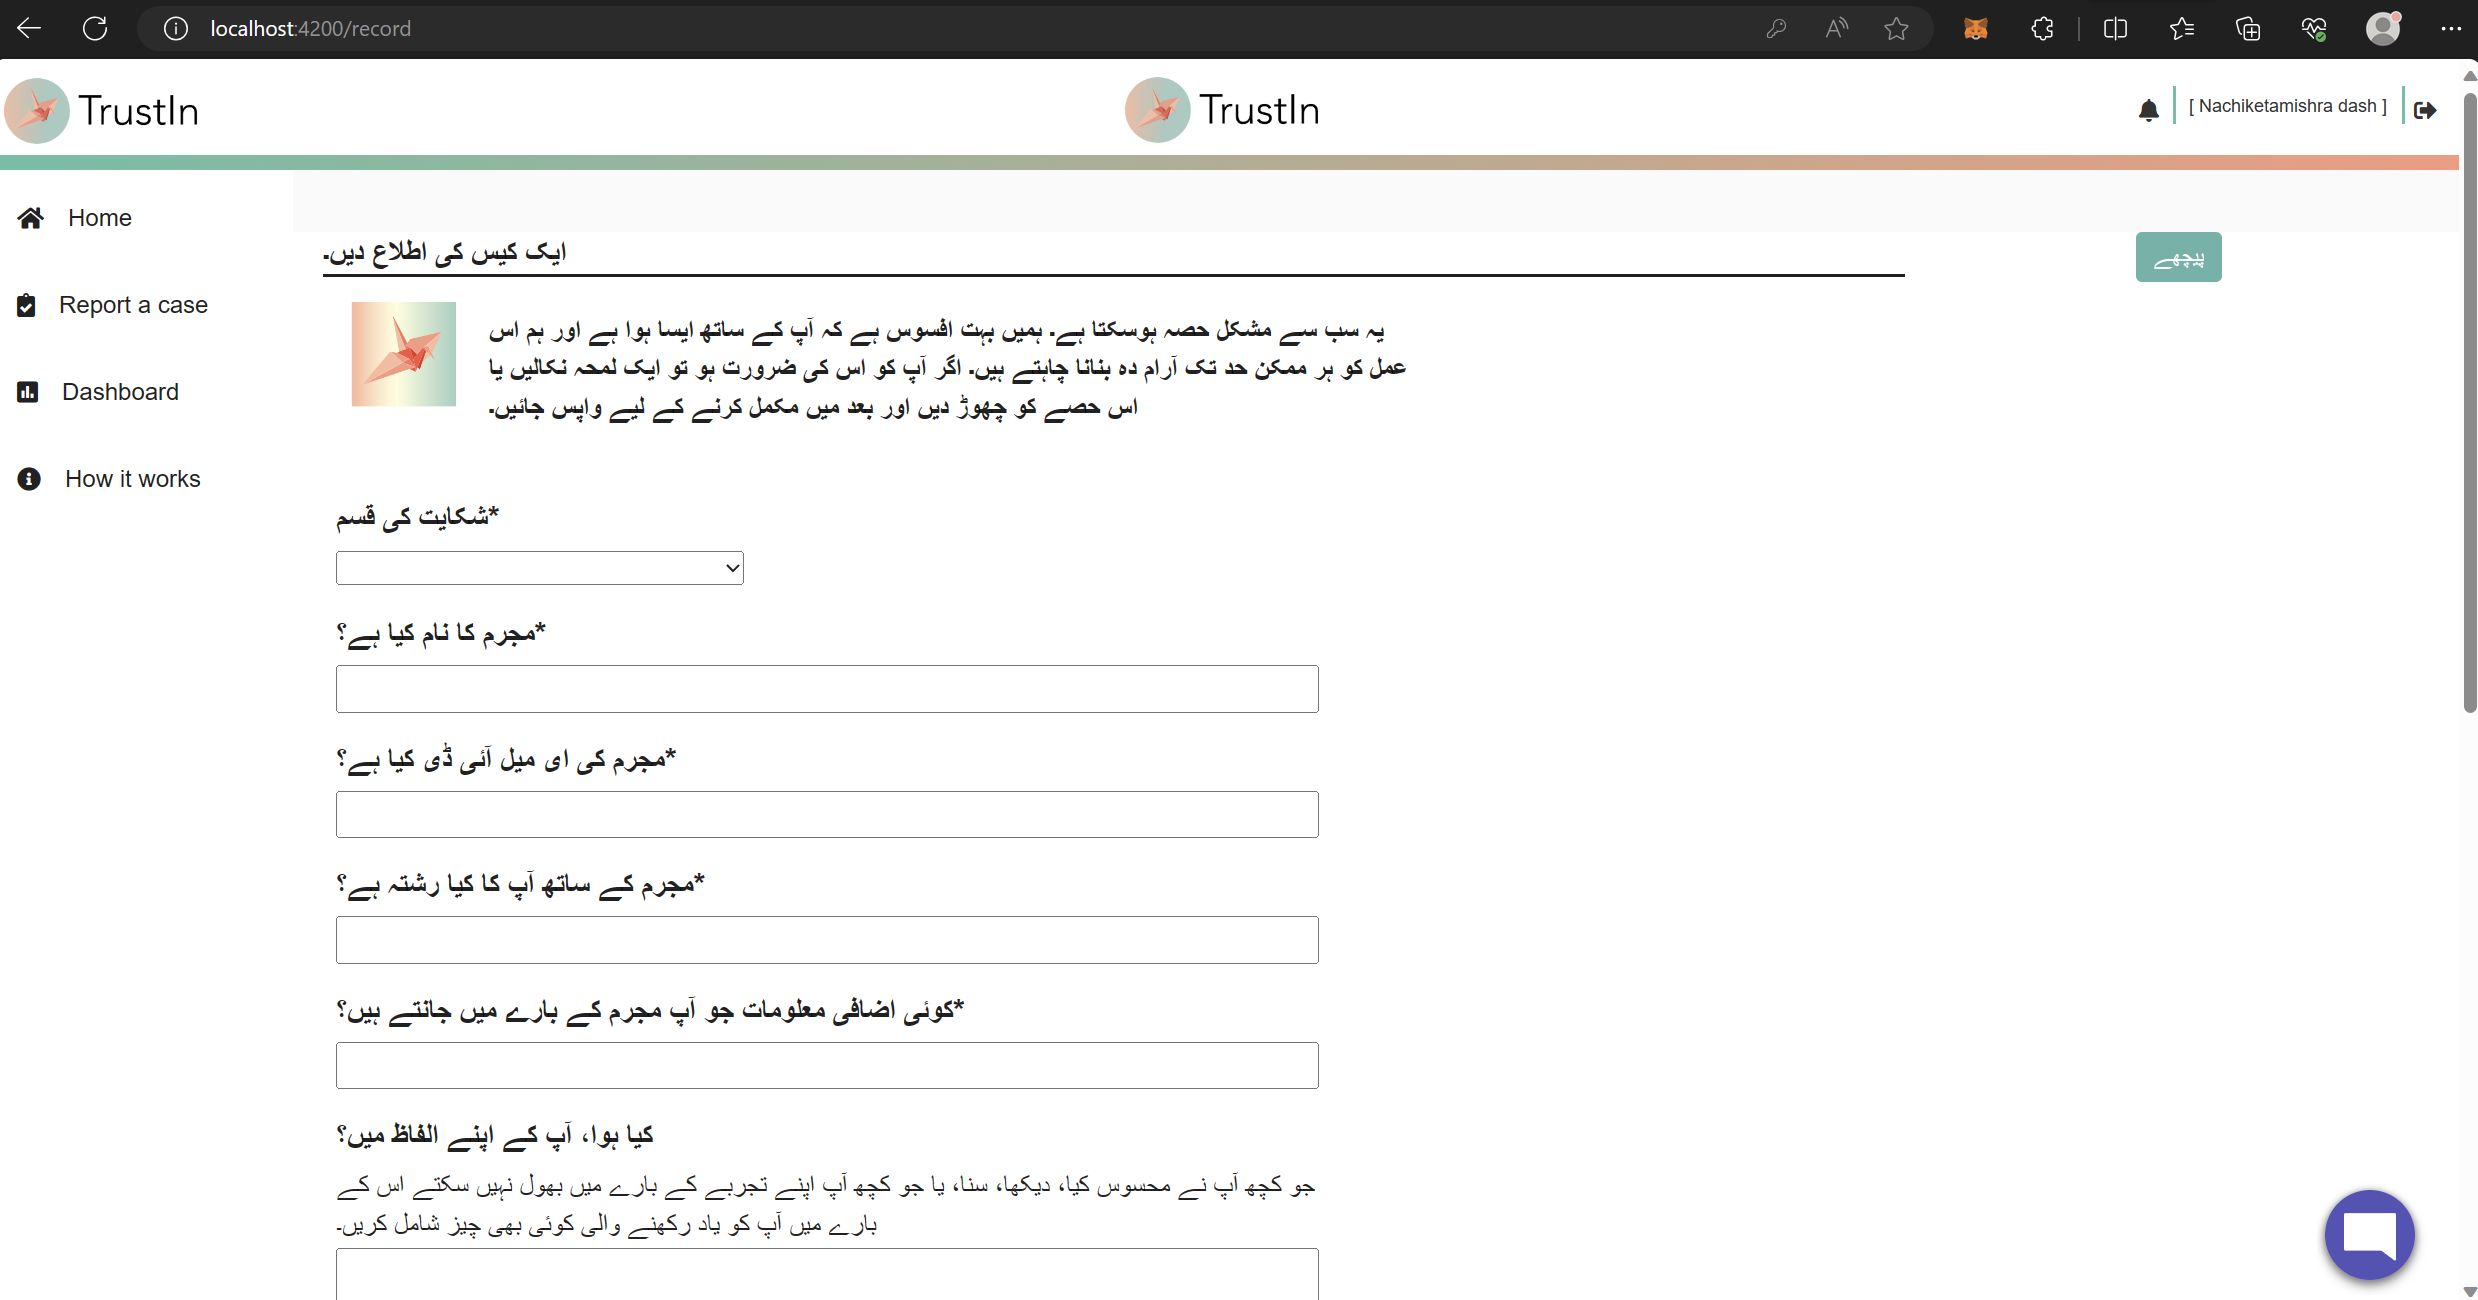 localhost:4200/record
TrustIn
TrustIn
[ Nachiketamishra dash ]
Home
Report a case
Dashboard
How it works
ایک کیس کی اطلاع دیں۔
پیچھے
یہ سب سے مشکل حصہ ہوسکتا ہے۔ ہمیں بہت افسوس ہے کہ آپ کے ساتھ ایسا ہوا ہے اور ہم اس
عمل کو ہر ممکن حد تک آرام دہ بنانا چاہتے ہیں۔ اگر آپ کو اس کی ضرورت ہو تو ایک لمحہ نکالیں یا
اس حصے کو چھوڑ دیں اور بعد میں مکمل کرنے کے لیے واپس جائیں۔
*شکایت کی قسم
*مجرم کا نام کیا ہے؟
*مجرم کی ای میل آئی ڈی کیا ہے؟
*مجرم کے ساتھ آپ کا کیا رشتہ ہے؟
*کوئی اضافی معلومات جو آپ مجرم کے بارے میں جانتے ہیں؟
کیا ہوا، آپ کے اپنے الفاظ میں؟
جو کچھ آپ نے محسوس کیا، دیکھا، سنا، یا جو کچھ آپ اپنے تجربے کے بارے میں بھول نہیں سکتے اس کے
بارے میں آپ کو یاد رکھنے والی کوئی بھی چیز شامل کریں۔